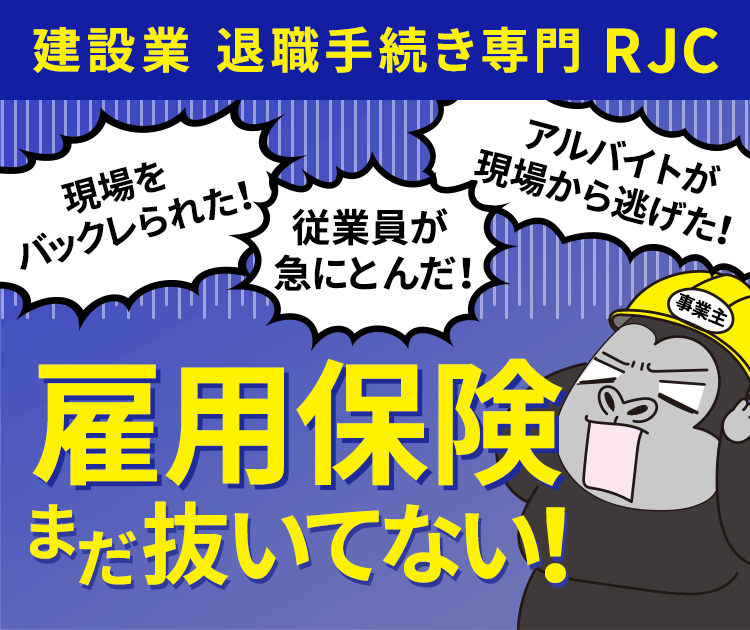 建設業 退職手続き専門 RJC
現場を
バックレられた!
従業員が
急にとんだ!
アルバイトが
現場から逃げた!
事業主
雇用保険
まだ抜いてない!